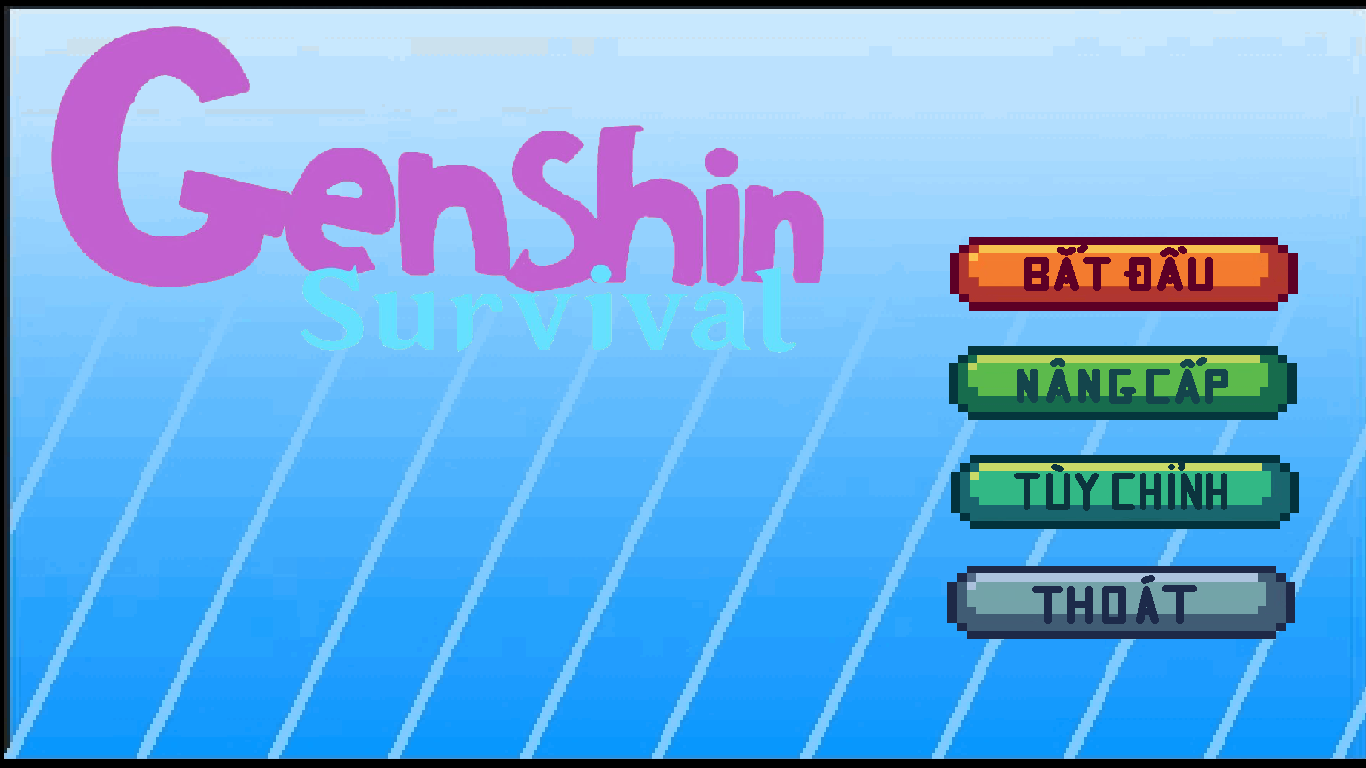 Genshin
Survival
BẮT ĐẦU
NÂNG CẤP
TÙY CHỈNH
THOÁT